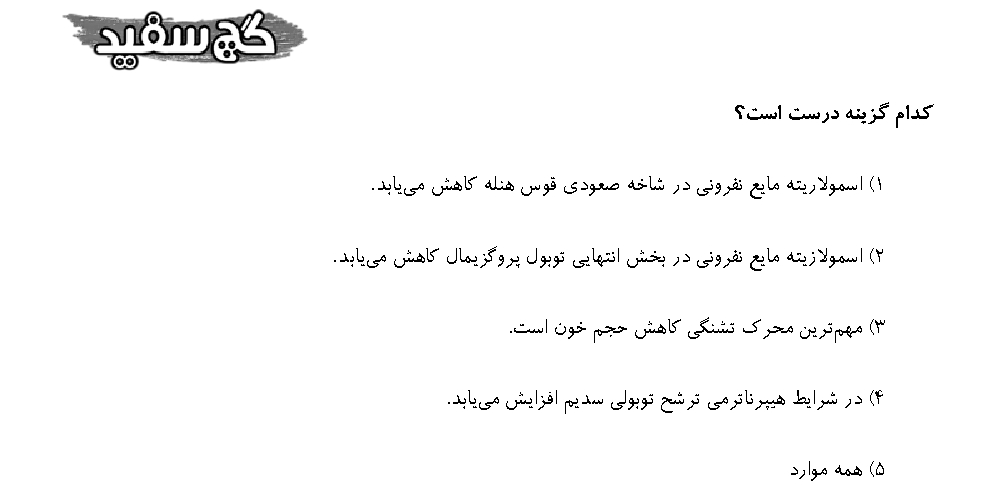 گچ سفید
کدام گزینه درست است؟
۱) اسمولاریته مایع نفرونی در شاخه صعودی قوس هنله کاهش می‌یابد.
۲) اسمولازیته مایع نفرونی در بخش انتهایی توبول پروگزیمال کاهش می‌یابد.
۳) مهم‌ترین محرک تشنگی کاهش حجم خون است.
۴) در شرایط هیپرناترمی ترشح توبولی سدیم افزایش می‌یابد.
۵) همه موارد